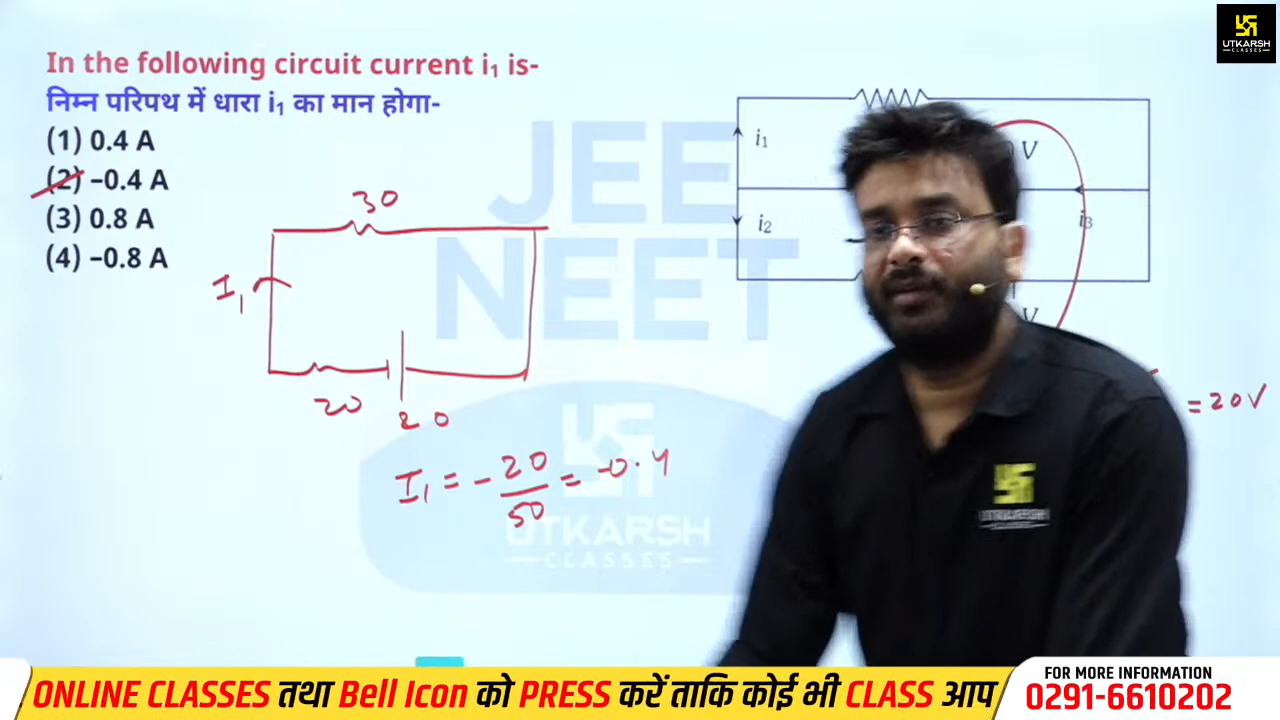 UTKARSH
CLASSES
In the following circuit current i₁ is-
निम्न परिपथ में धारा i₁ का मान होगा-
(1) 0.4 A
(2) –0.4 A
(3) 0.8 A
(4) –0.8 A
JEE
NEET
i₁
V
i₂
i₃
V
30
I₁
20
20
= 20V
I₁ = - 20/50 = -0.4
UTKARSH
CLASSES
UTKARSH
CLASSES
ONLINE CLASSES तथा Bell Icon को PRESS करें ताकि कोई भी CLASS आप
FOR MORE INFORMATION
0291-6610202